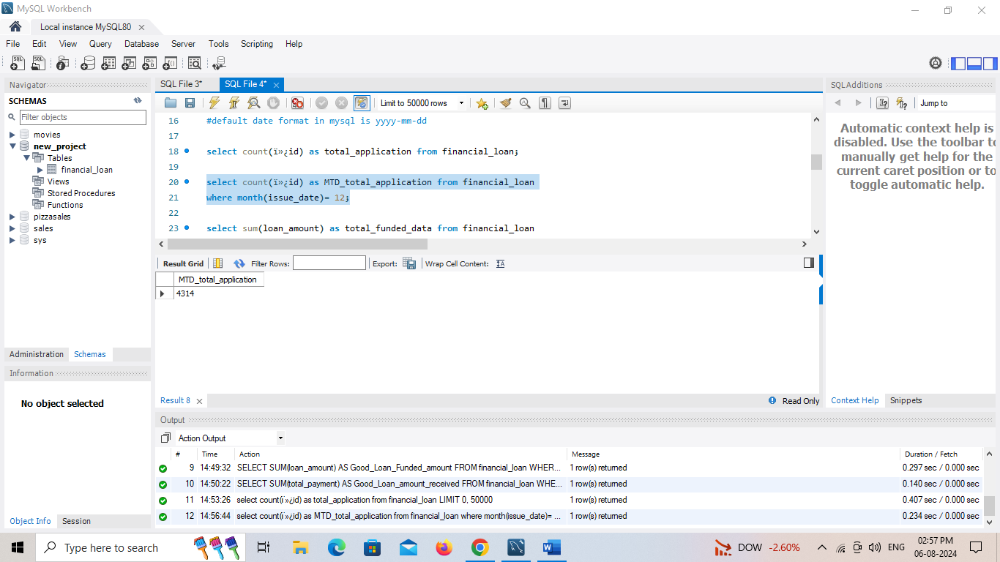 MySQL Workbench
Local instance MySQL80
File Edit View Query Database Server Tools Scripting Help
Navigator
SCHEMAS
Filter objects
movies
new_project
Tables
financial_loan
Views
Stored Procedures
Functions
pizzasales
sales
sys
Administration Schemas
Information
No object selected
Object Info Session
SQL File 3* SQL File 4*
Limit to 50000 rows
16 #default date format in mysql is yyyy-mm-dd
17
18 select count(ï»¿id) as total_application from financial_loan;
19
20 select count(ï»¿id) as MTD_total_application from financial_loan
21 where month(issue_date)= 12;
22
23 select sum(loan_amount) as total_funded_data from financial_loan
Result Grid Filter Rows: Export: Wrap Cell Content:
MTD_total_application
4314
Result 8 Read Only
SQLAdditions
Jump to
Automatic context help is
disabled. Use the toolbar to
manually get help for the
current caret position or to
toggle automatic help.
Context Help Snippets
Output
Action Output
# Time Action Message Duration / Fetch
9 14:49:32 SELECT SUM(loan_amount) AS Good_Loan_Funded_amount FROM financial_loan WHER... 1 row(s) returned 0.297 sec / 0.000 sec
10 14:50:22 SELECT SUM(total_payment) AS Good_Loan_amount_received FROM financial_loan WHE... 1 row(s) returned 0.140 sec / 0.000 sec
11 14:53:26 select count(ï»¿id) as total_application from financial_loan LIMIT 0, 50000 1 row(s) returned 0.407 sec / 0.000 sec
12 14:56:44 select count(ï»¿id) as MTD_total_application from financial_loan where month(issue_date)= ... 1 row(s) returned 0.234 sec / 0.000 sec
Type here to search
DOW -2.60%
ENG
02:57 PM
06-08-2024